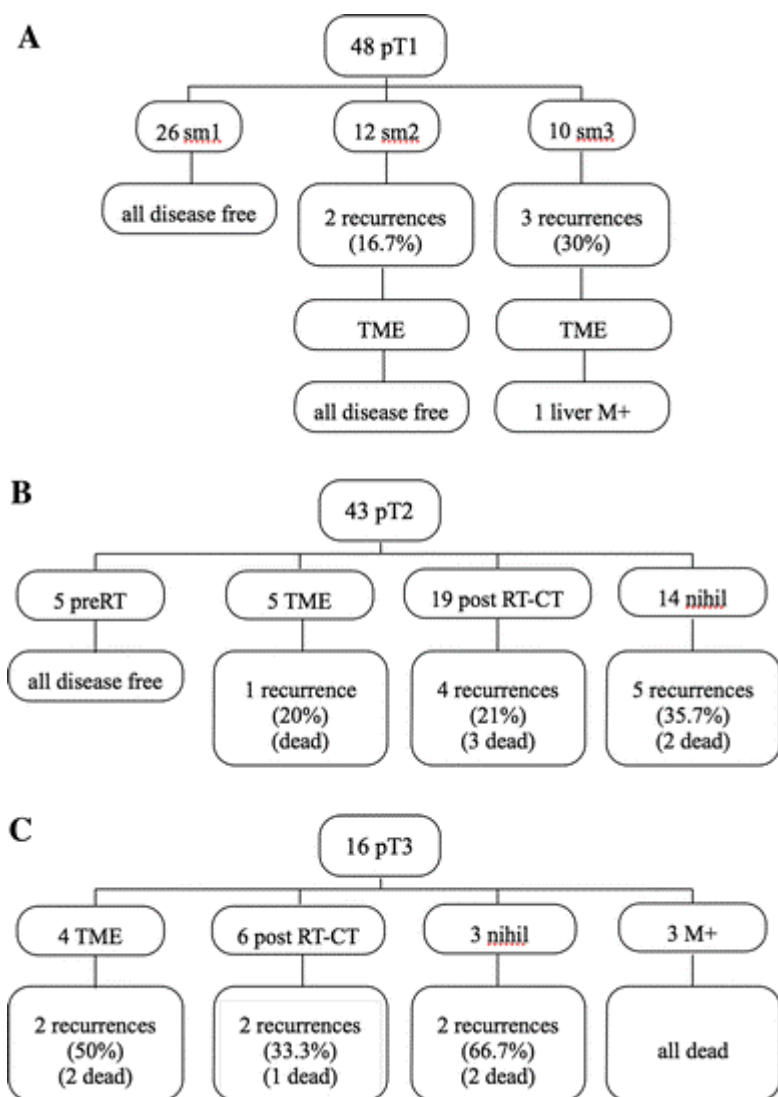 A
48 pT1
26 sm1
12 sm2
10 sm3
all disease free
2 recurrences
(16.7%)
3 recurrences
(30%)
TME
TME
all disease free
1 liver M+
B
43 pT2
5 preRT
5 TME
19 post RT-CT
14 nihil
all disease free
1 recurrence
(20%)
(dead)
4 recurrences
(21%)
(3 dead)
5 recurrences
(35.7%)
(2 dead)
C
16 pT3
4 TME
6 post RT-CT
3 nihil
3 M+
2 recurrences
(50%)
(2 dead)
2 recurrences
(33.3%)
(1 dead)
2 recurrences
(66.7%)
(2 dead)
all dead